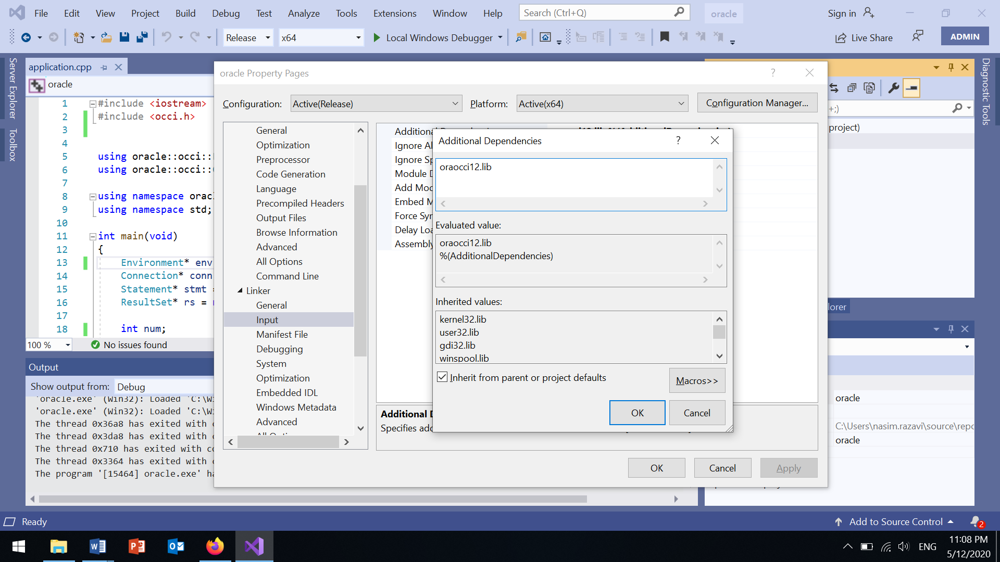 File Edit View Project Build Debug Test Analyze Tools Extensions Window Help Search (Ctrl+Q) oracle Sign in
Release x64 Local Windows Debugger Live Share ADMIN
Server Explorer
Toolbox
application.cpp
oracle
1 #include <iostream>
2 #include <occi.h>
3
4
5 using oracle::occi::
6 using oracle::occi::
7
8 using namespace orac
9 using namespace std;
10
11 int main(void)
12 {
13 Environment* env
14 Connection* conn
15 Statement* stmt =
16 ResultSet* rs =
17
18 int num;
100 % No issues found
Output
Show output from: Debug
'oracle.exe' (Win32): Loaded 'C:\Wi
'oracle.exe' (Win32): Loaded 'C:\Wi
The thread 0x36a8 has exited with
The thread 0x3da8 has exited with
The thread 0x710 has exited with co
The thread 0x3364 has exited with
The program '[15464] oracle.exe' ha
oracle Property Pages ?
Configuration: Active(Release) Platform: Active(x64) Configuration Manager...
General
Optimization
Preprocessor
Code Generation
Language
Precompiled Headers
Output Files
Browse Information
Advanced
All Options
Command Line
Linker
General
Input
Manifest File
Debugging
System
Optimization
Embedded IDL
Windows Metadata
Advanced
Additiona
Ignore Al
Ignore Sp
Module D
Add Mod
Embed M
Force Syn
Delay Loa
Assembly
Additional D
Specifies add
Additional Dependencies ?
oraocci12.lib
Evaluated value:
oraocci12.lib
%(AdditionalDependencies)
Inherited values:
kernel32.lib
user32.lib
gdi32.lib
winspool.lib
Inherit from parent or project defaults
Macros>>
OK Cancel
OK Cancel Apply
+;)
project)
lorer
oracle
C:\Users\nasim.razavi\source\repo
oracle
Diagnostic Tools
Ready Add to Source Control 2
ENG
11:08 PM
5/12/2020